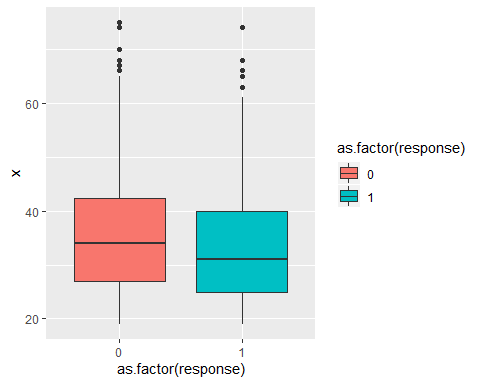 x
60
40
20
0
1
as.factor(response)
as.factor(response)
0
1